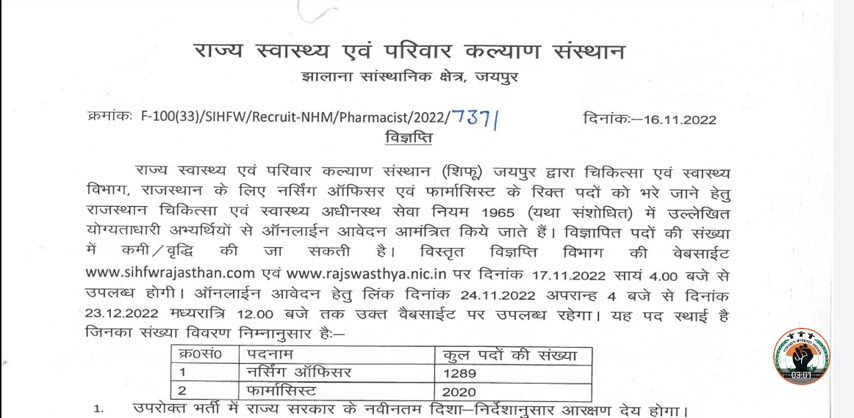 राज्य स्वास्थ्य एवं परिवार कल्याण संस्थान
झालाना सांस्थानिक क्षेत्र, जयपुर
क्रमांकः F-100(33)/SIHFW/Recruit-NHM/Pharmacist/2022/7371 दिनांकः–16.11.2022
विज्ञप्ति
राज्य स्वास्थ्य एवं परिवार कल्याण संस्थान (शिफू) जयपुर द्वारा चिकित्सा एवं स्वास्थ्य
विभाग, राजस्थान के लिए नर्सिंग ऑफिसर एवं फार्मासिस्ट के रिक्त पदों को भरे जाने हेतु
राजस्थान चिकित्सा एवं स्वास्थ्य अधीनस्थ सेवा नियम 1965 (यथा संशोधित) में उल्लेखित
योग्यताधारी अभ्यर्थियों से ऑनलाईन आवेदन आमंत्रित किये जाते हैं। विज्ञापित पदों की संख्या
में कमी/वृद्धि की जा सकती है। विस्तृत विज्ञप्ति विभाग की वेबसाईट
www.sihfwrajasthan.com एवं www.rajswasthya.nic.in पर दिनांक 17.11.2022 सायं 4.00 बजे से
उपलब्ध होगी। ऑनलाईन आवेदन हेतु लिंक दिनांक 24.11.2022 अपरान्ह 4 बजे से दिनांक
23.12.2022 मध्यरात्रि 12.00 बजे तक उक्त वैबसाईट पर उपलब्ध रहेगा। यह पद स्थाई है
जिनका संख्या विवरण निम्नानुसार हैः–
क्र०सं० पदनाम कुल पदों की संख्या
1 नर्सिंग ऑफिसर 1289
2 फार्मासिस्ट 2020
1. उपरोक्त भर्ती में राज्य सरकार के नवीनतम दिशा–निर्देशानुसार आरक्षण देय होगा।
03:01